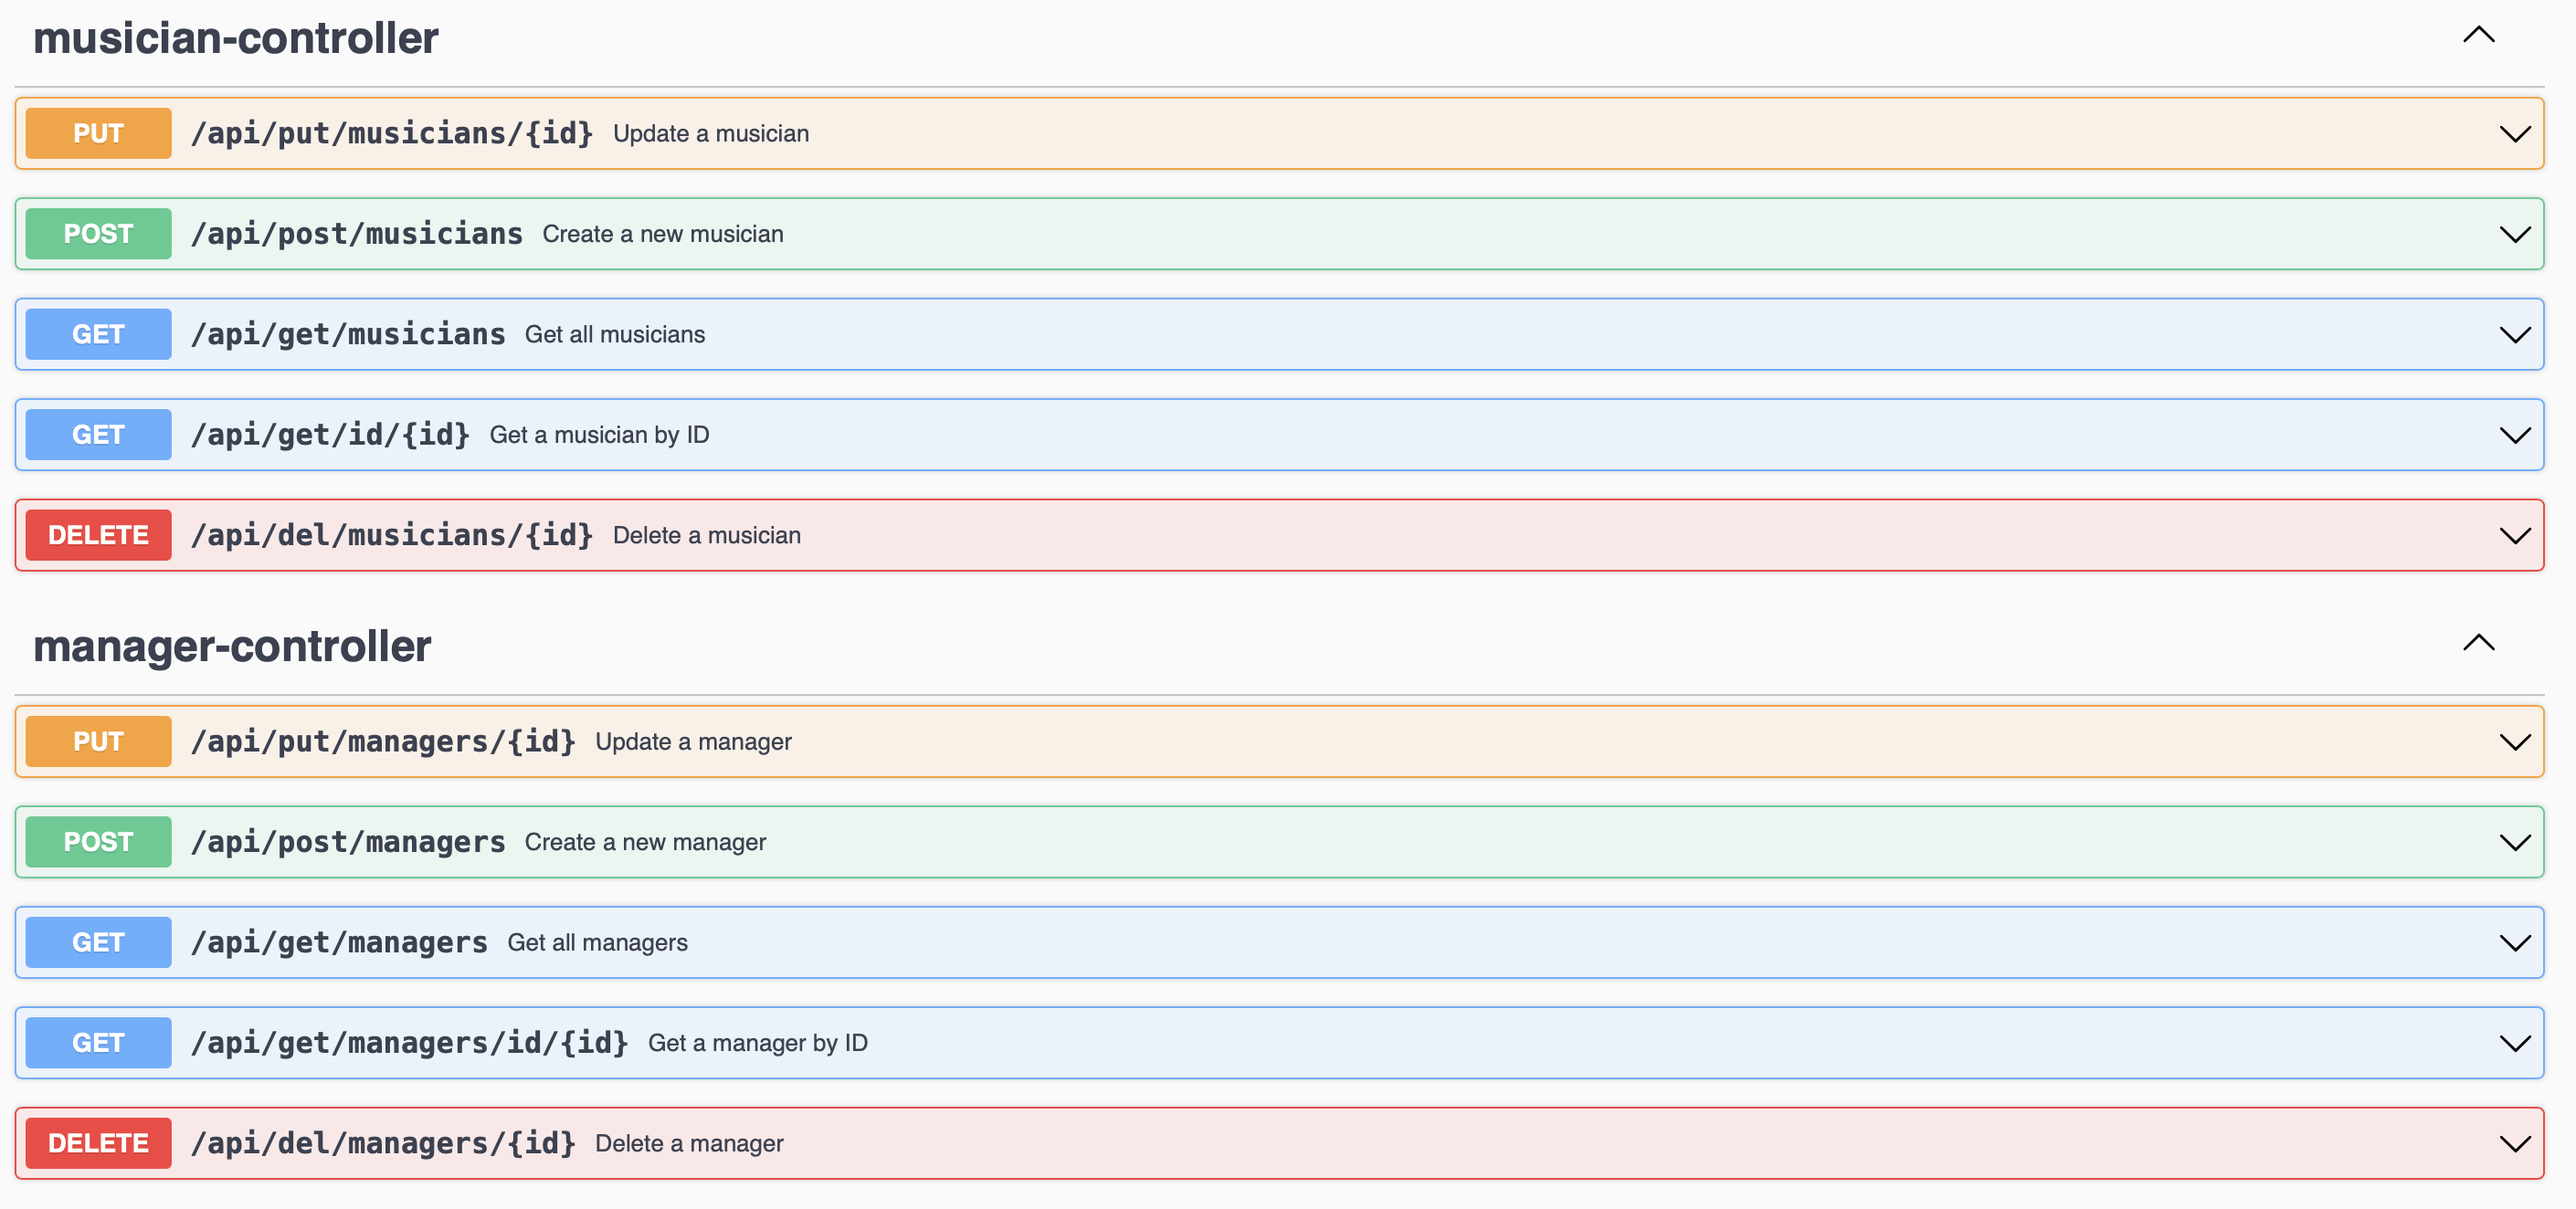 musician-controller
PUT /api/put/musicians/{id} Update a musician
POST /api/post/musicians Create a new musician
GET /api/get/musicians Get all musicians
GET /api/get/id/{id} Get a musician by ID
DELETE /api/del/musicians/{id} Delete a musician
manager-controller
PUT /api/put/managers/{id} Update a manager
POST /api/post/managers Create a new manager
GET /api/get/managers Get all managers
GET /api/get/managers/id/{id} Get a manager by ID
DELETE /api/del/managers/{id} Delete a manager